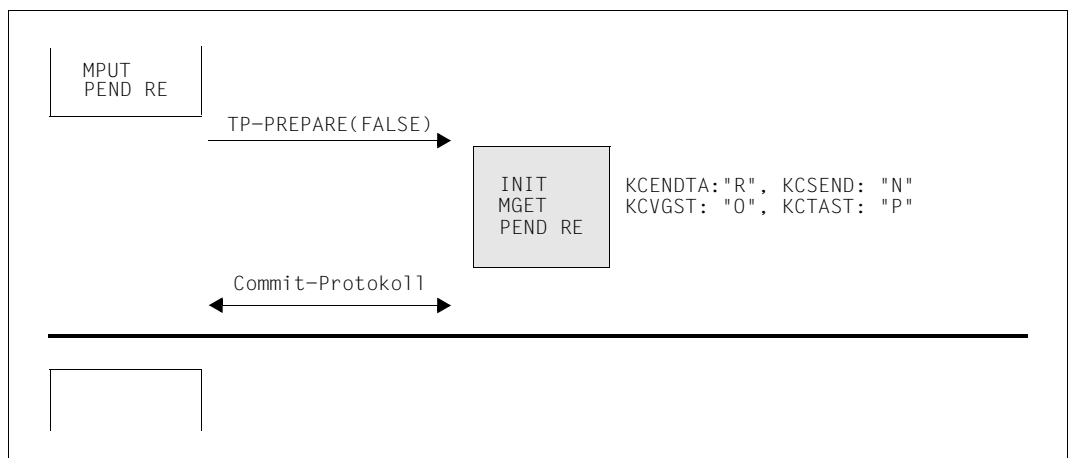 MPUT
PEND RE
TP-PREPARE(FALSE)
INIT
MGET
PEND RE
KCENDTA:"R", KCSEND: "N"
KCVGST: "O", KCTAST: "P"
Commit-Protokoll